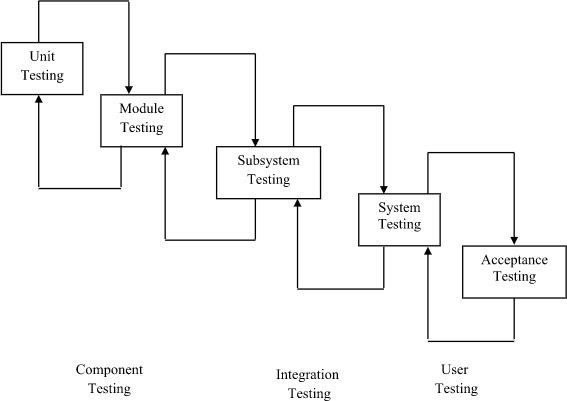 Unit
Testing
Module
Testing
Subsystem
Testing
System
Testing
Acceptance
Testing
Component
Testing
Integration
Testing
User
Testing